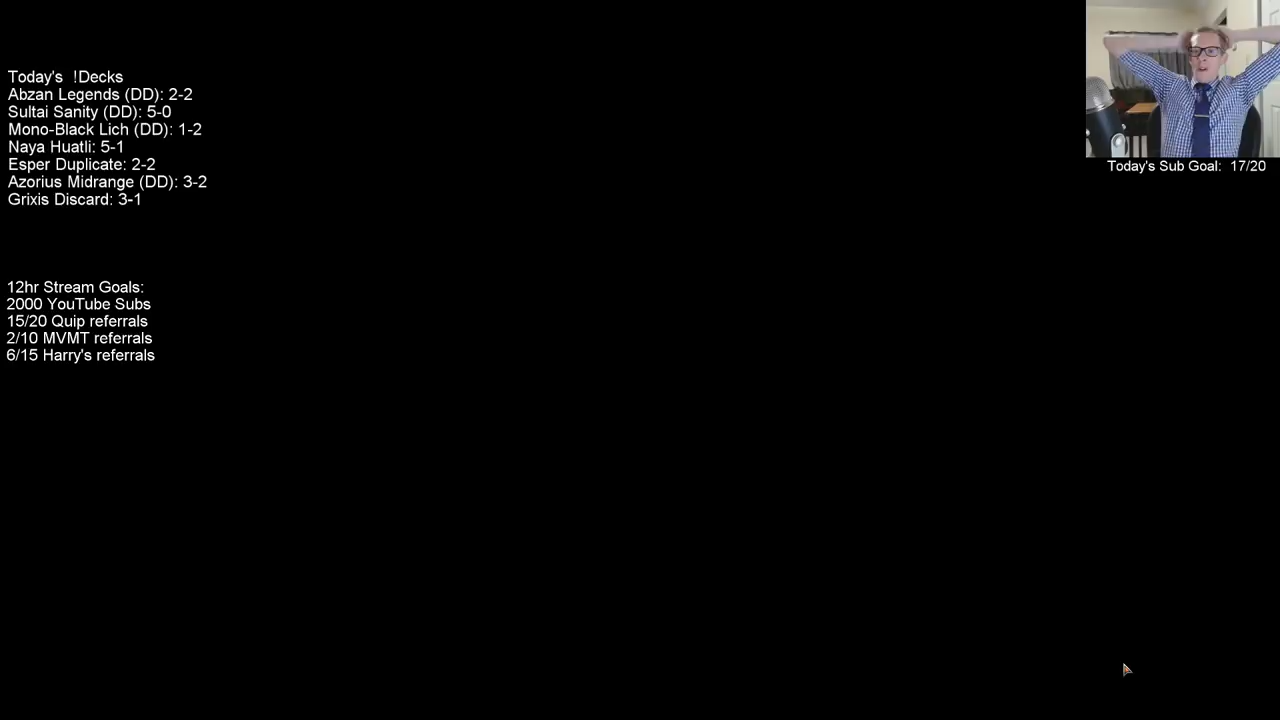 Today's !Decks
Abzan Legends (DD): 2-2
Sultai Sanity (DD): 5-0
Mono-Black Lich (DD): 1-2
Naya Huatli: 5-1
Esper Duplicate: 2-2
Azorius Midrange (DD): 3-2
Grixis Discard: 3-1
12hr Stream Goals:
2000 YouTube Subs
15/20 Quip referrals
2/10 MVMT referrals
6/15 Harry's referrals
Today's Sub Goal: 17/20